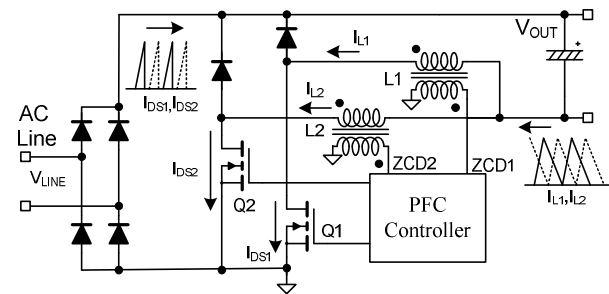 V_OUT
I_L1
L1
I_DS1,I_DS2
I_L2
AC
Line
L2
V_LINE
I_DS2
ZCD2
ZCD1
I_L1,I_L2
Q2
PFC
Controller
Q1
I_DS1
+